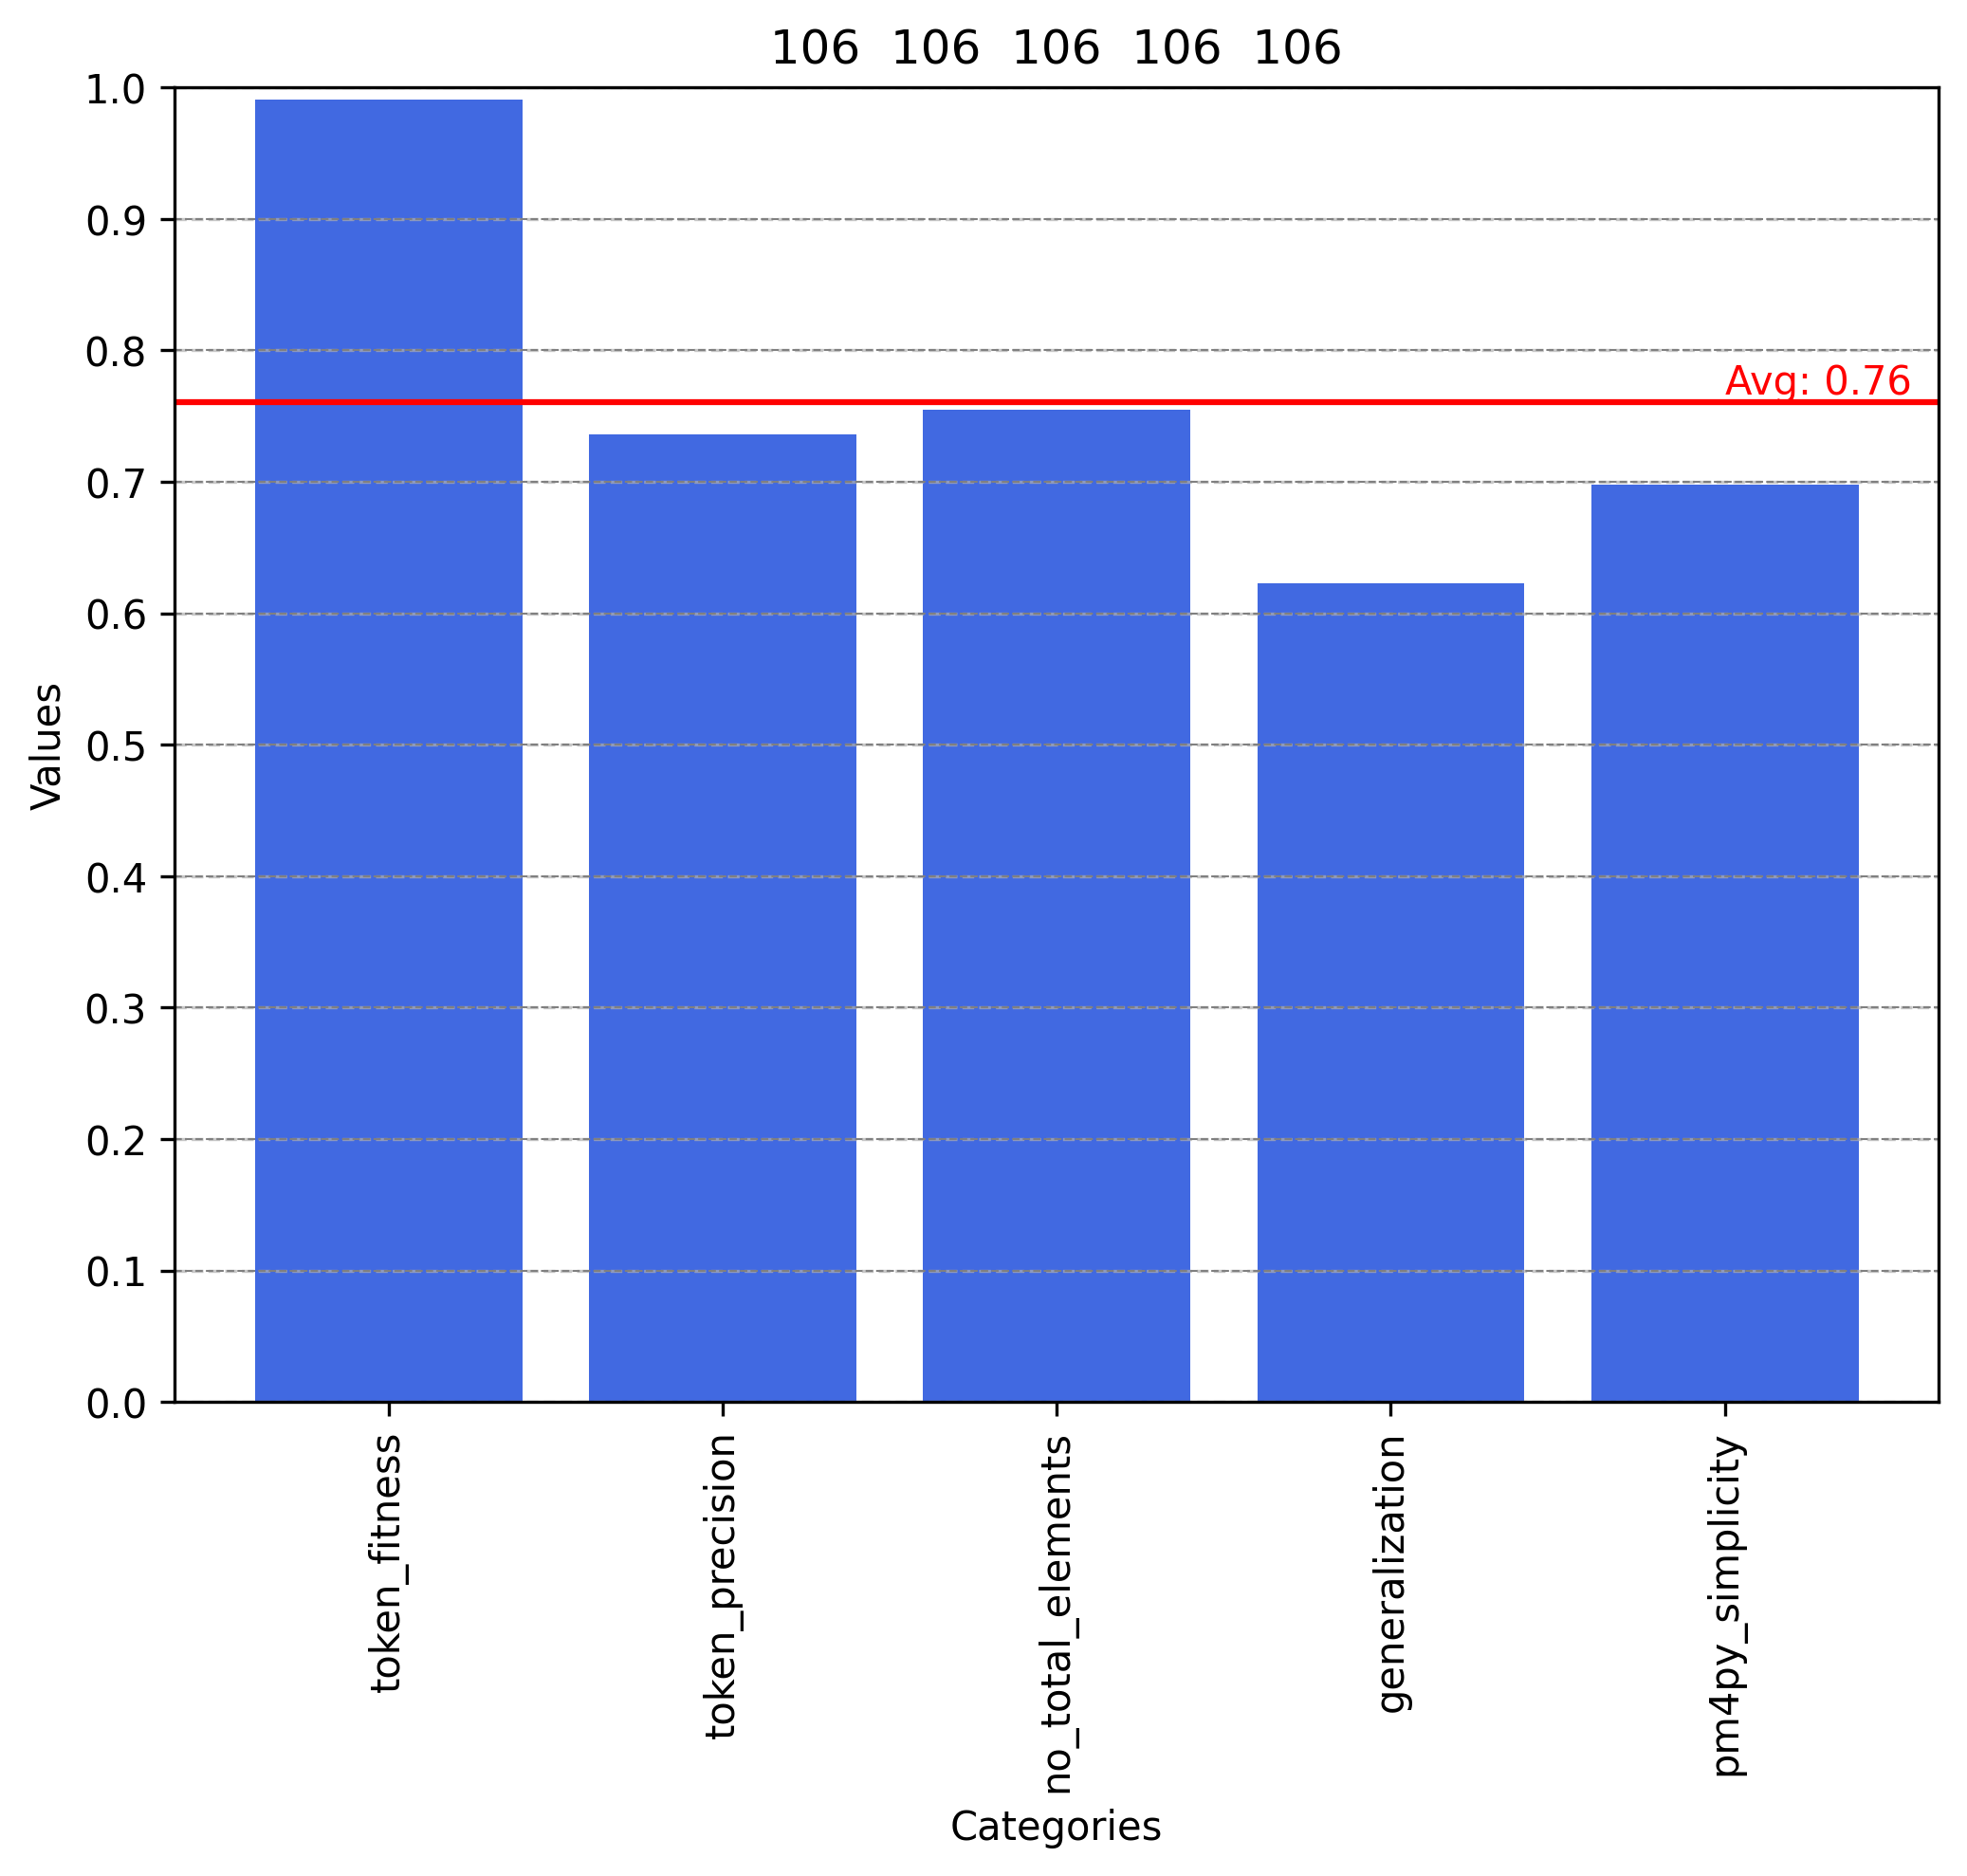 106 106 106 106 106
1.0
0.9
0.8
Avg: 0.76
0.7
0.6
0.5
0.4
0.3
0.2
0.1
0.0
Values
token_fitness
token_precision
no_total_elements
generalization
pm4py_simplicity
Categories